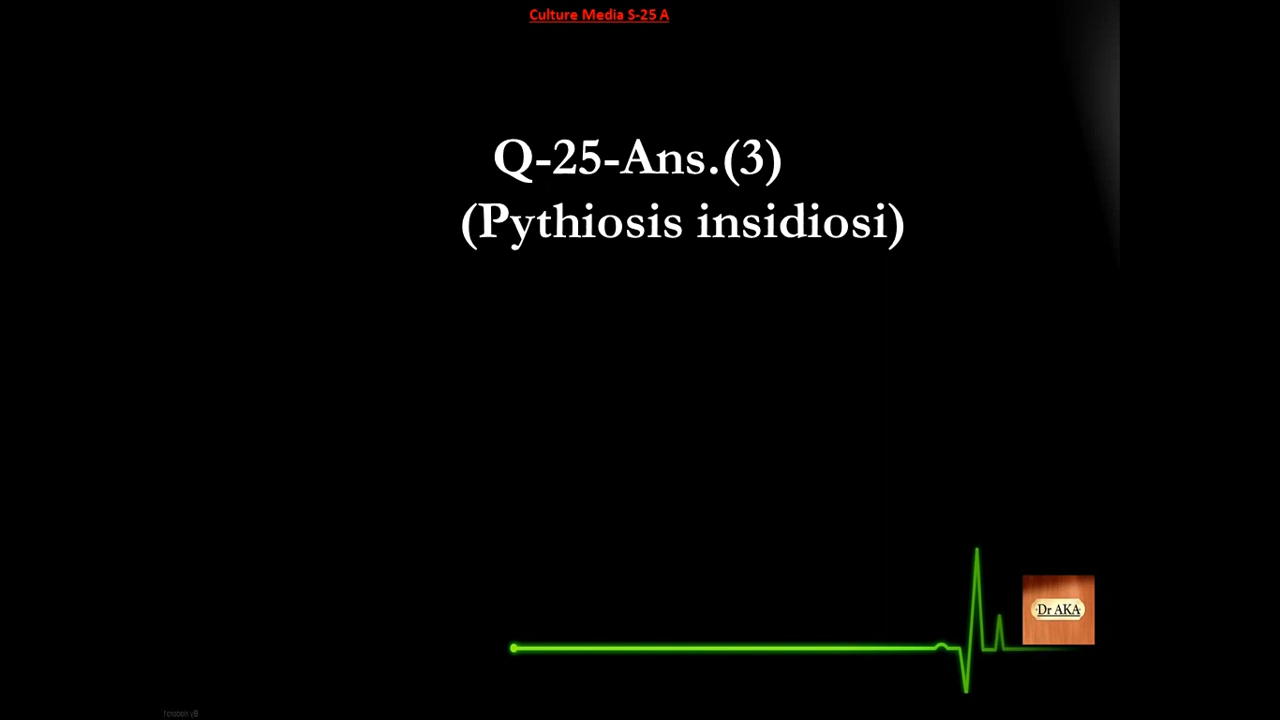 Culture Media S-25 A
Q-25-Ans.(3)
(Pythiosis insidiosi)
Dr AKA